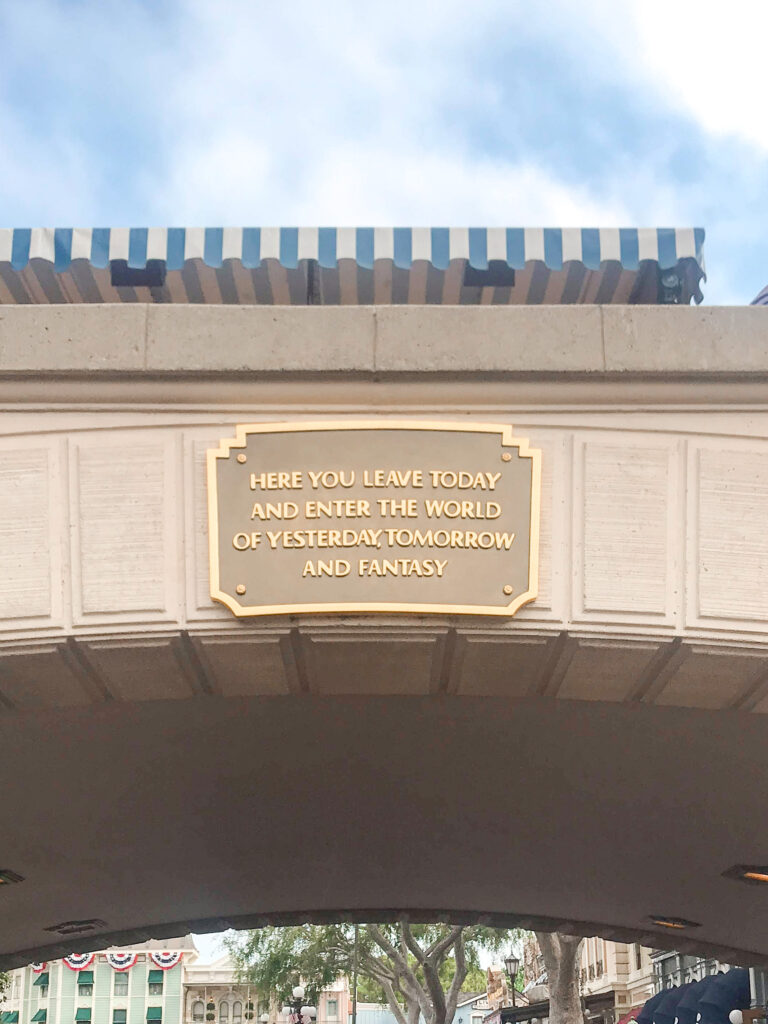 HERE YOU LEAVE TODAY
AND ENTER THE WORLD
OF YESTERDAY, TOMORROW
AND FANTASY